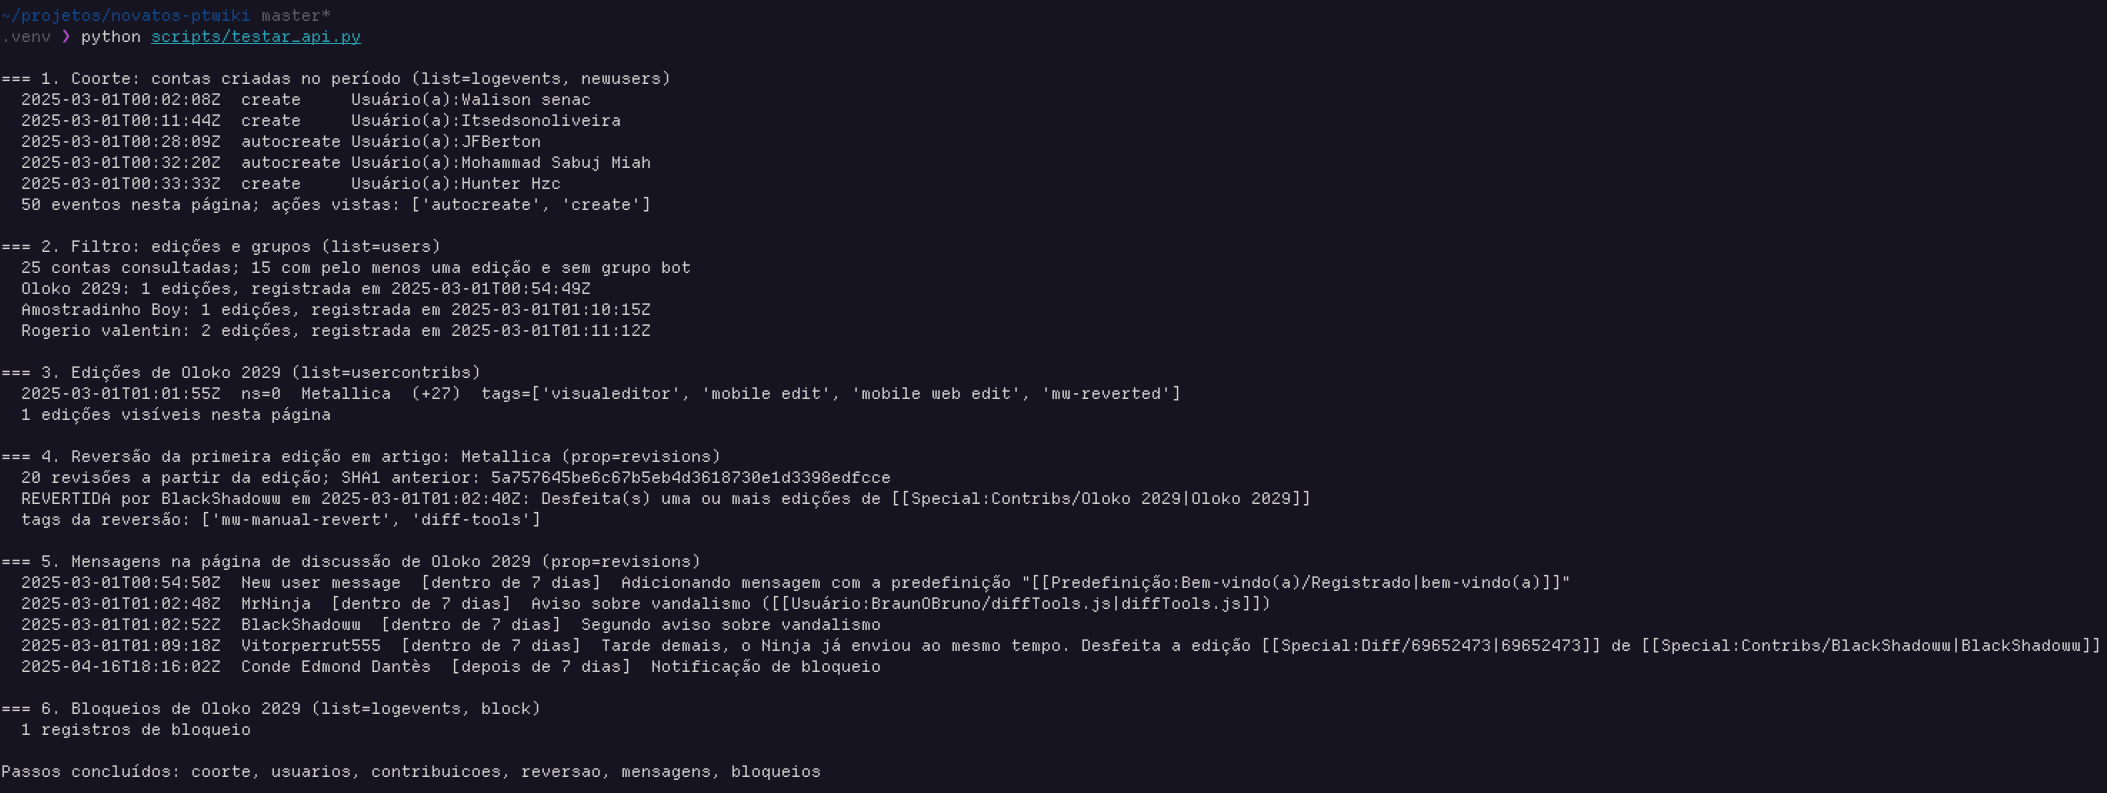 ~/projetos/novatos-ptwiki master*
.venv ❯ python scripts/testar_api.py
=== 1. Coorte: contas criadas no período (list=logevents, newusers)
2025-03-01T00:02:08Z  create     Usuário(a):Walison senac
2025-03-01T00:11:44Z  create     Usuário(a):Itsedsonoliveira
2025-03-01T00:28:09Z  autocreate Usuário(a):JFBerton
2025-03-01T00:32:20Z  autocreate Usuário(a):Mohammad Sabuj Miah
2025-03-01T00:33:33Z  create     Usuário(a):Hunter Hzc
50 eventos nesta página; ações vistas: ['autocreate', 'create']
=== 2. Filtro: edições e grupos (list=users)
25 contas consultadas; 15 com pelo menos uma edição e sem grupo bot
Oloko 2029: 1 edições, registrada em 2025-03-01T00:54:49Z
Amostradinho Boy: 1 edições, registrada em 2025-03-01T01:10:15Z
Rogerio valentin: 2 edições, registrada em 2025-03-01T01:11:12Z
=== 3. Edições de Oloko 2029 (list=usercontribs)
2025-03-01T01:01:55Z  ns=0  Metallica  (+27)  tags=['visualeditor', 'mobile edit', 'mobile web edit', 'mw-reverted']
1 edições visíveis nesta página
=== 4. Reversão da primeira edição em artigo: Metallica (prop=revisions)
20 revisões a partir da edição; SHA1 anterior: 5a757645be6c67b5eb4d3618730e1d3398edfcce
REVERTIDA por BlackShadoww em 2025-03-01T01:02:40Z: Desfeita(s) uma ou mais edições de [[Special:Contribs/Oloko 2029|Oloko 2029]]
tags da reversão: ['mw-manual-revert', 'diff-tools']
=== 5. Mensagens na página de discussão de Oloko 2029 (prop=revisions)
2025-03-01T00:54:50Z  New user message  [dentro de 7 dias]  Adicionando mensagem com a predefinição "[[Predefinição:Bem-vindo(a)/Registrado|bem-vindo(a)]]"
2025-03-01T01:02:48Z  MrNinja  [dentro de 7 dias]  Aviso sobre vandalismo ([[Usuário:BraunOBruno/diffTools.js|diffTools.js]])
2025-03-01T01:02:52Z  BlackShadoww  [dentro de 7 dias]  Segundo aviso sobre vandalismo
2025-03-01T01:09:18Z  Vitorperrut555  [dentro de 7 dias]  Tarde demais, o Ninja já enviou ao mesmo tempo. Desfeita a edição [[Special:Diff/69652473|69652473]] de [[Special:Contribs/BlackShadoww|BlackShadoww]]
2025-04-16T18:16:02Z  Conde Edmond Dantès  [depois de 7 dias]  Notificação de bloqueio
=== 6. Bloqueios de Oloko 2029 (list=logevents, block)
1 registros de bloqueio
Passos concluídos: coorte, usuarios, contribuicoes, reversao, mensagens, bloqueios